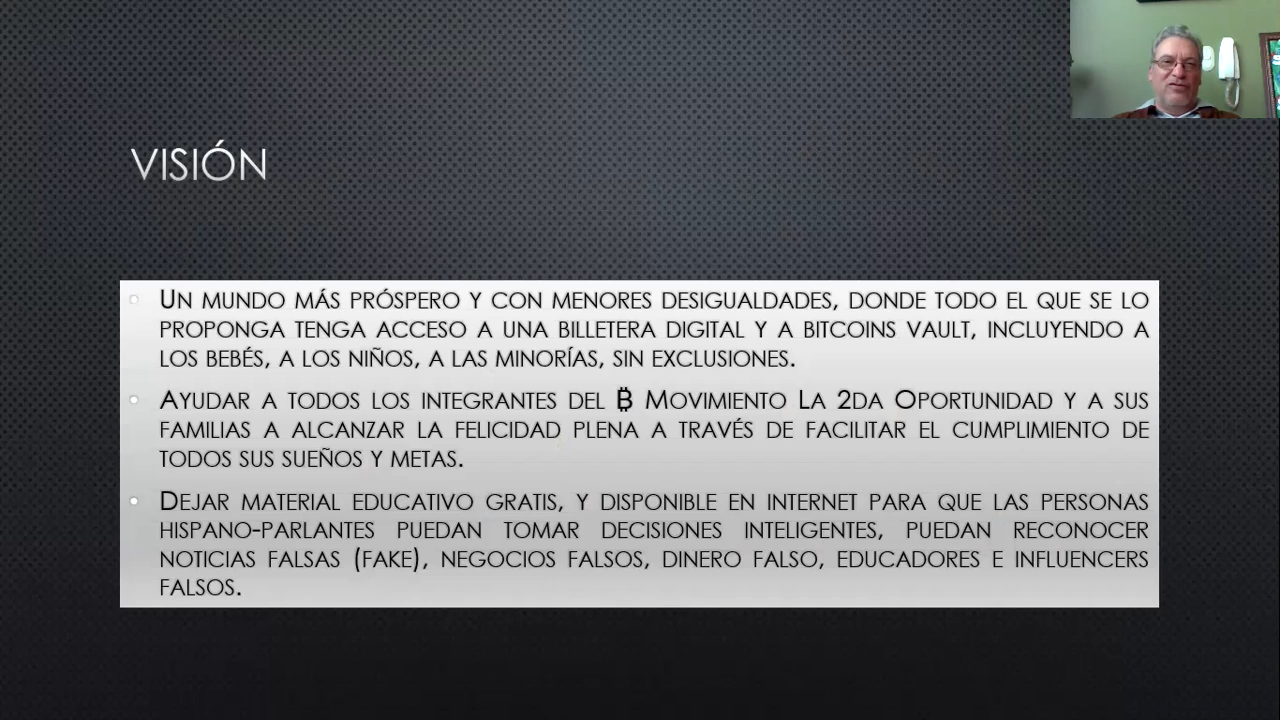 VISIÓN
• UN MUNDO MÁS PRÓSPERO Y CON MENORES DESIGUALDADES, DONDE TODO EL QUE SE LO
PROPONGA TENGA ACCESO A UNA BILLETERA DIGITAL Y A BITCOINS VAULT, INCLUYENDO A
LOS BEBÉS, A LOS NIÑOS, A LAS MINORÍAS, SIN EXCLUSIONES.
• AYUDAR A TODOS LOS INTEGRANTES DEL ₿ MOVIMIENTO LA 2DA OPORTUNIDAD Y A SUS
FAMILIAS A ALCANZAR LA FELICIDAD PLENA A TRAVÉS DE FACILITAR EL CUMPLIMIENTO DE
TODOS SUS SUEÑOS Y METAS.
• DEJAR MATERIAL EDUCATIVO GRATIS, Y DISPONIBLE EN INTERNET PARA QUE LAS PERSONAS
HISPANO-PARLANTES PUEDAN TOMAR DECISIONES INTELIGENTES, PUEDAN RECONOCER
NOTICIAS FALSAS (FAKE), NEGOCIOS FALSOS, DINERO FALSO, EDUCADORES E INFLUENCERS
FALSOS.